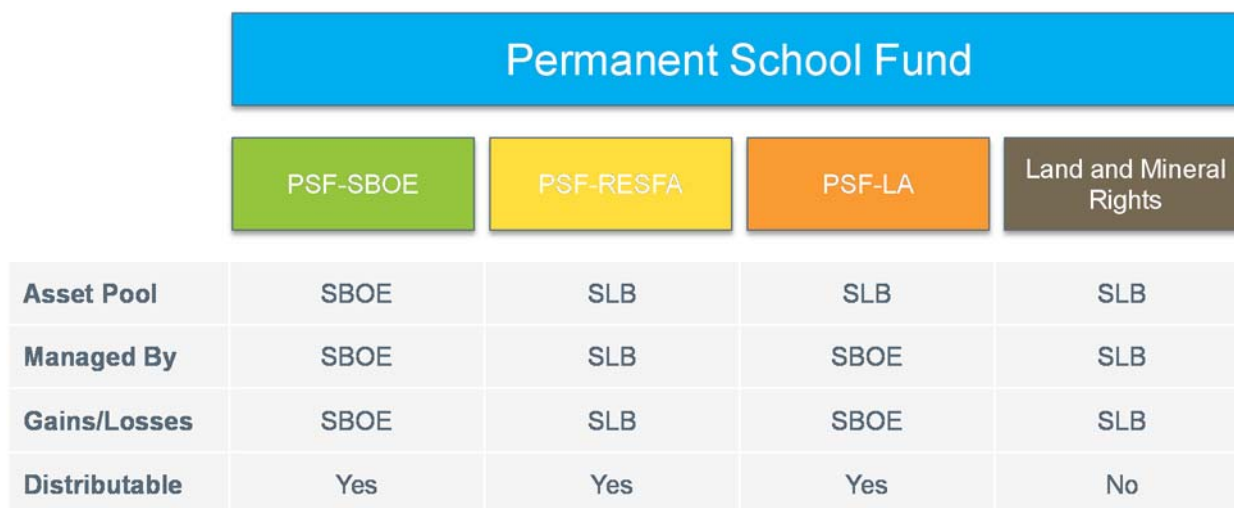 Permanent School Fund
PSF-SBOE PSF-RESFA PSF-LA Land and Mineral
Rights
Asset Pool SBOE SLB SLB SLB
Managed By SBOE SLB SBOE SLB
Gains/Losses SBOE SLB SBOE SLB
Distributable Yes Yes Yes No